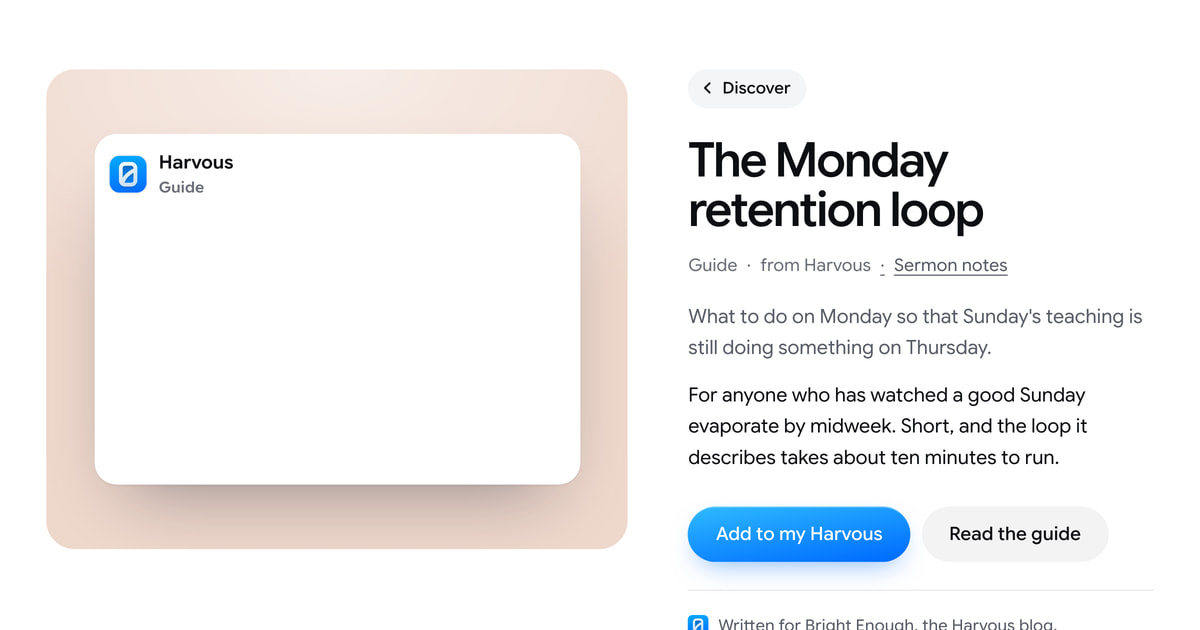 Harvous
Guide
Discover
The Monday
retention loop
Guide · from Harvous · Sermon notes
What to do on Monday so that Sunday's teaching is
still doing something on Thursday.
For anyone who has watched a good Sunday
evaporate by midweek. Short, and the loop it
describes takes about ten minutes to run.
Add to my Harvous
Read the guide
Written for Bright Enough, the Harvous blog.